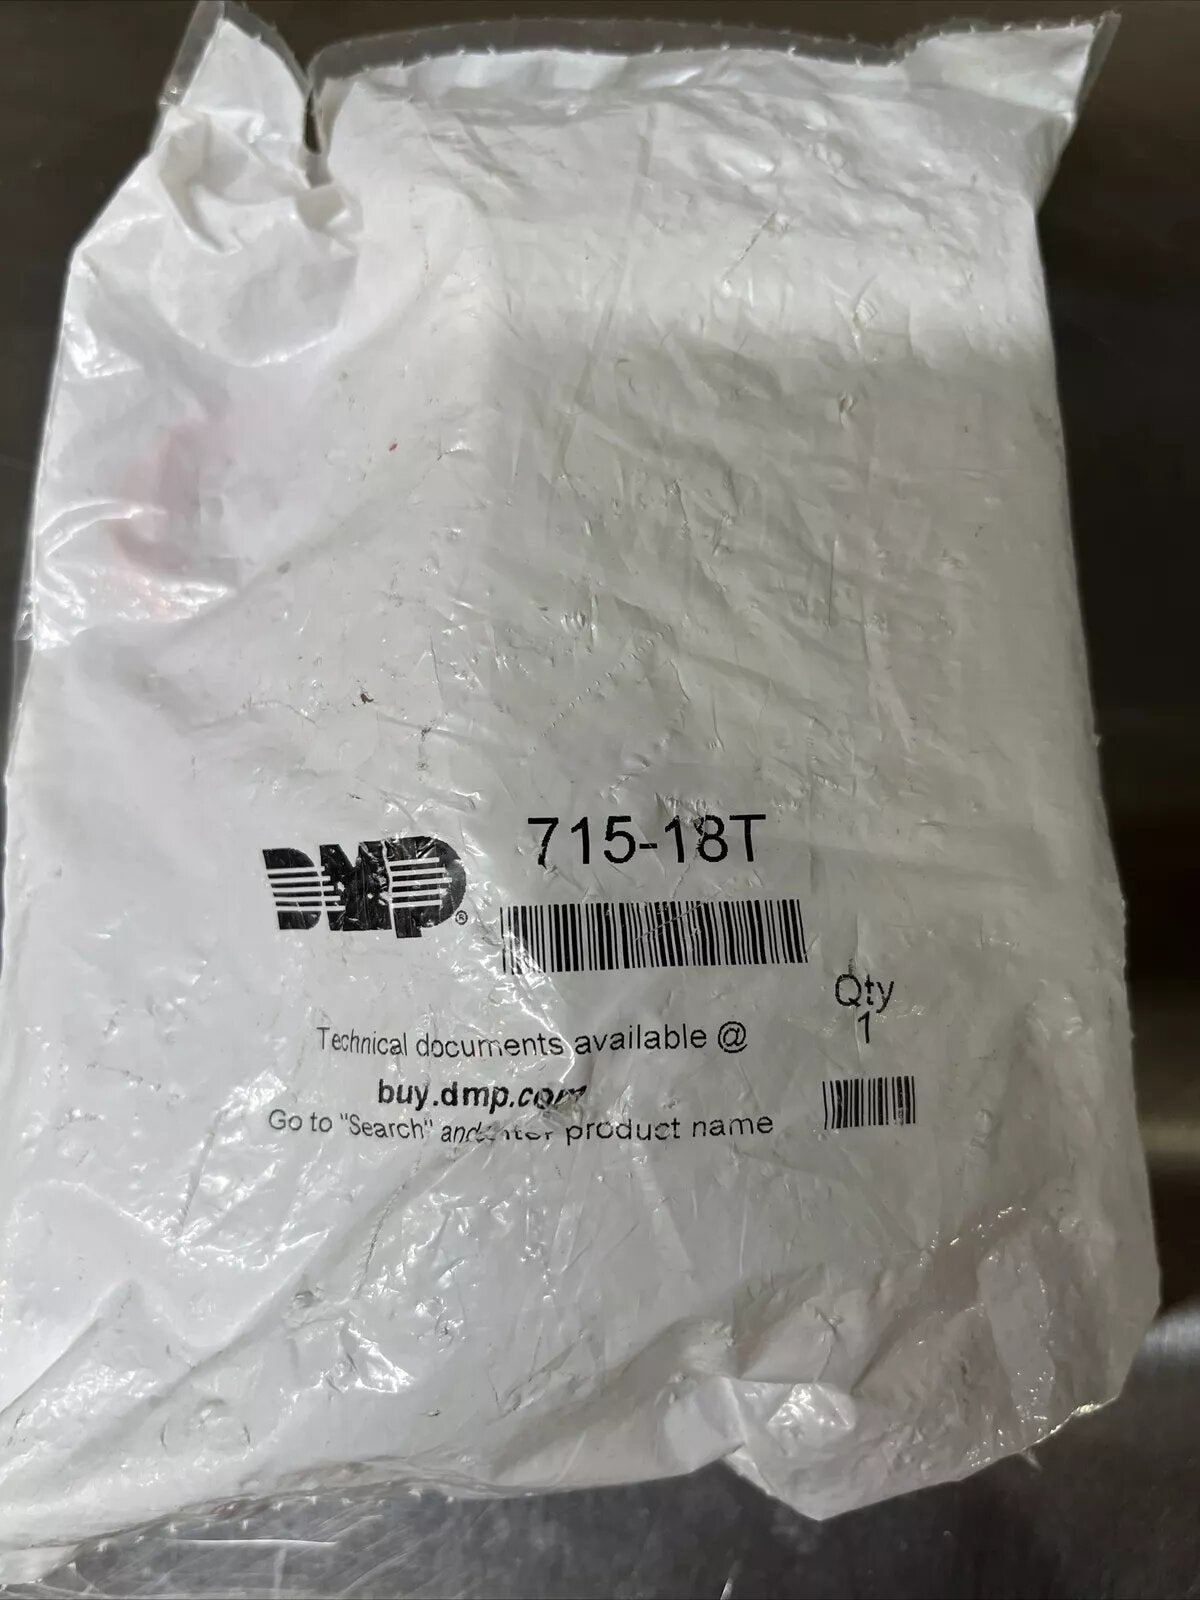 DMP®
715-18T
Qty
1
Technical documents available @
buy.dmp.com
Go to "Search" and enter product name